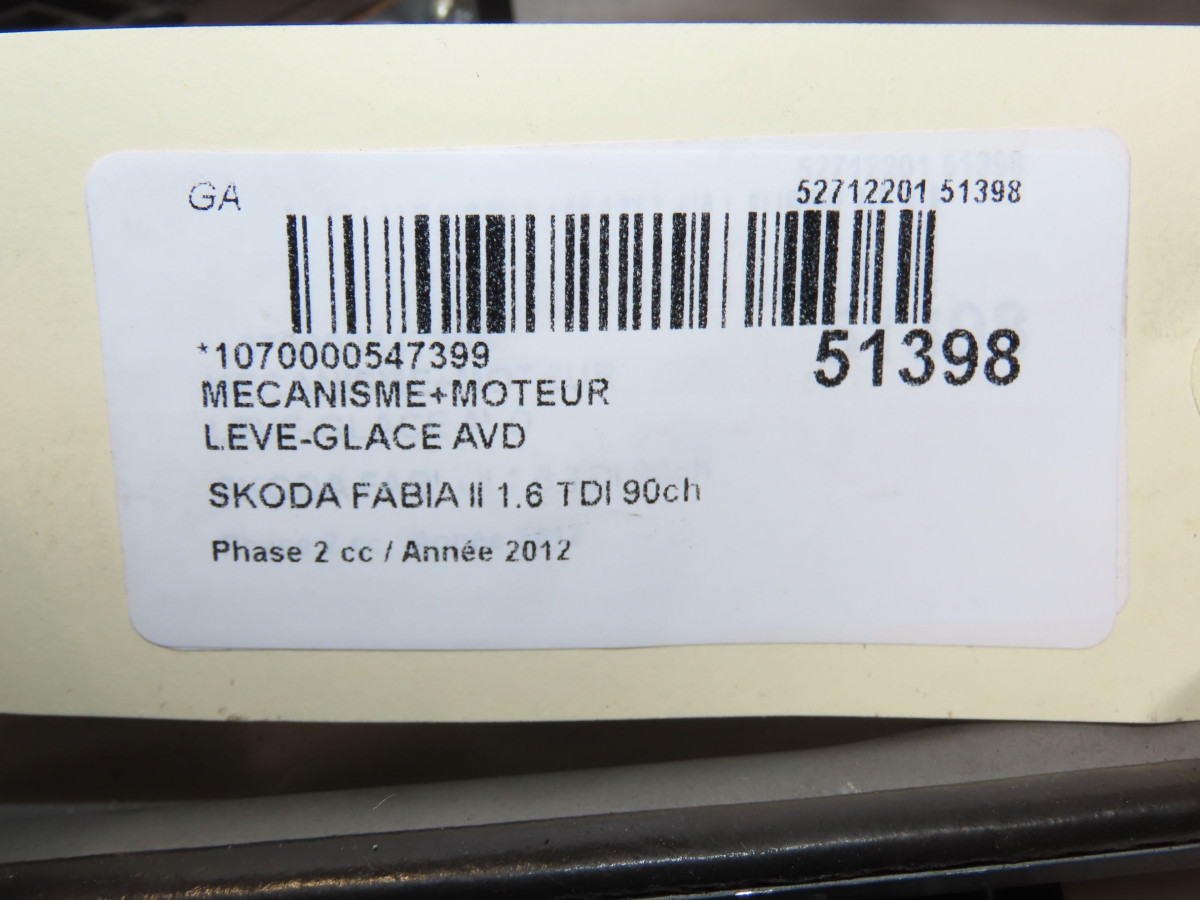 GA 52712201 51398
*1070000547399 51398
MECANISME+MOTEUR
LEVE-GLACE AVD
SKODA FABIA II 1.6 TDI 90ch
Phase 2 cc / Année 2012